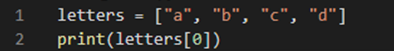 1 letters = ["a", "b", "c", "d"]
2 print(letters[0])